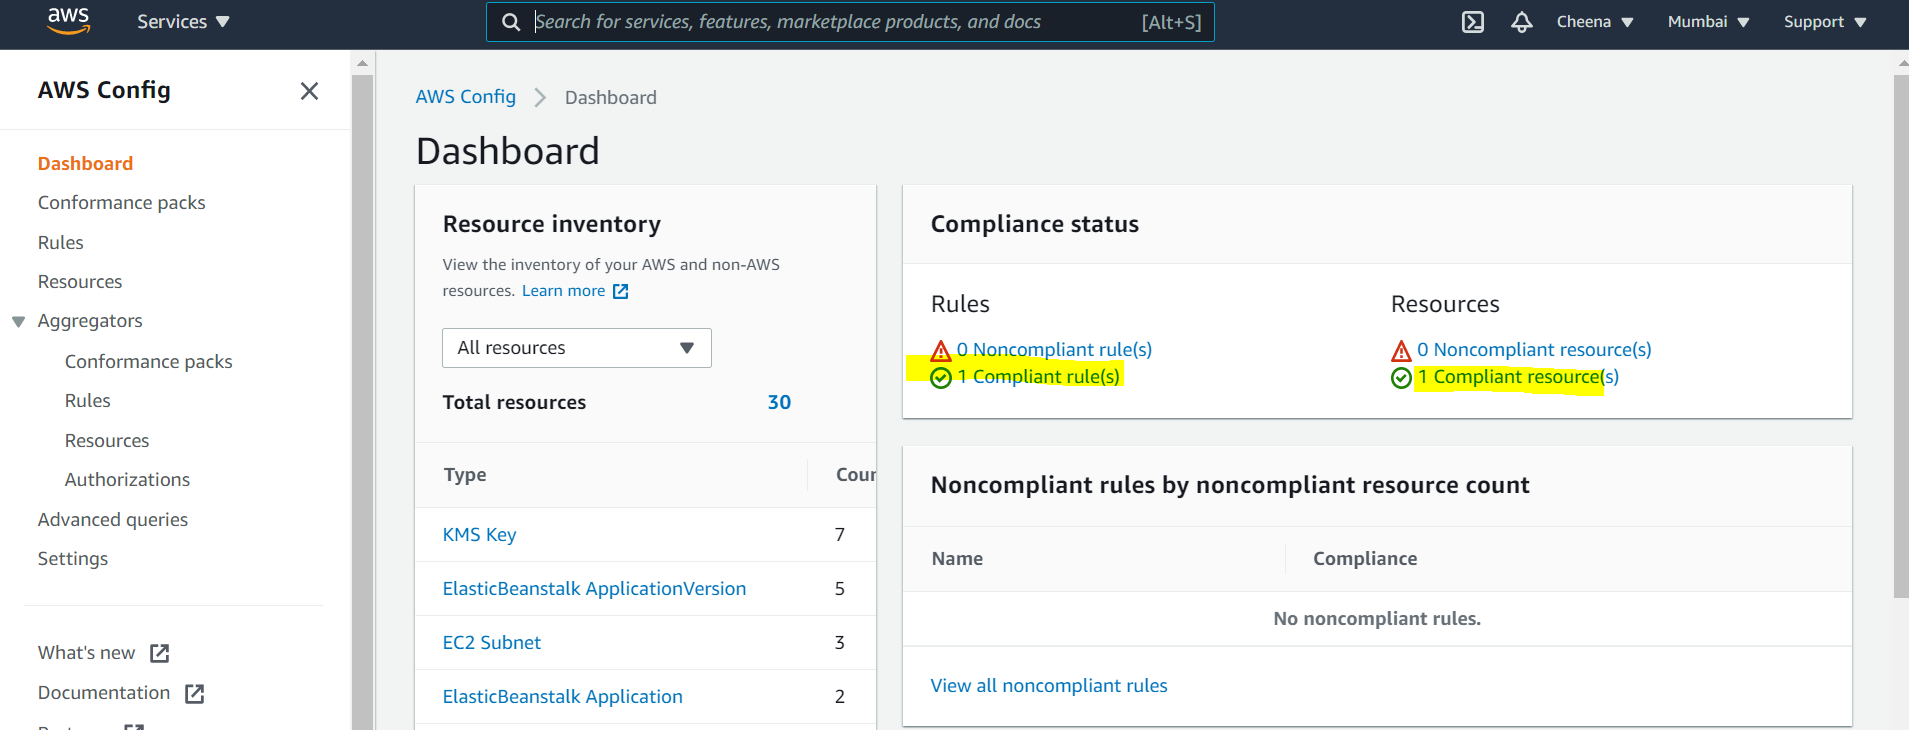 aws
Services
Search for services, features, marketplace products, and docs [Alt+S]
Cheena
Mumbai
Support
AWS Config
Dashboard
Conformance packs
Rules
Resources
Aggregators
Conformance packs
Rules
Resources
Authorizations
Advanced queries
Settings
What's new
Documentation
AWS Config > Dashboard
Dashboard
Resource inventory
View the inventory of your AWS and non-AWS
resources. Learn more
All resources
Total resources 30
Type
KMS Key 7
ElasticBeanstalk ApplicationVersion 5
EC2 Subnet 3
ElasticBeanstalk Application 2
Compliance status
Rules
0 Noncompliant rule(s)
1 Compliant rule(s)
Resources
0 Noncompliant resource(s)
1 Compliant resource(s)
Noncompliant rules by noncompliant resource count
Name Compliance
No noncompliant rules.
View all noncompliant rules